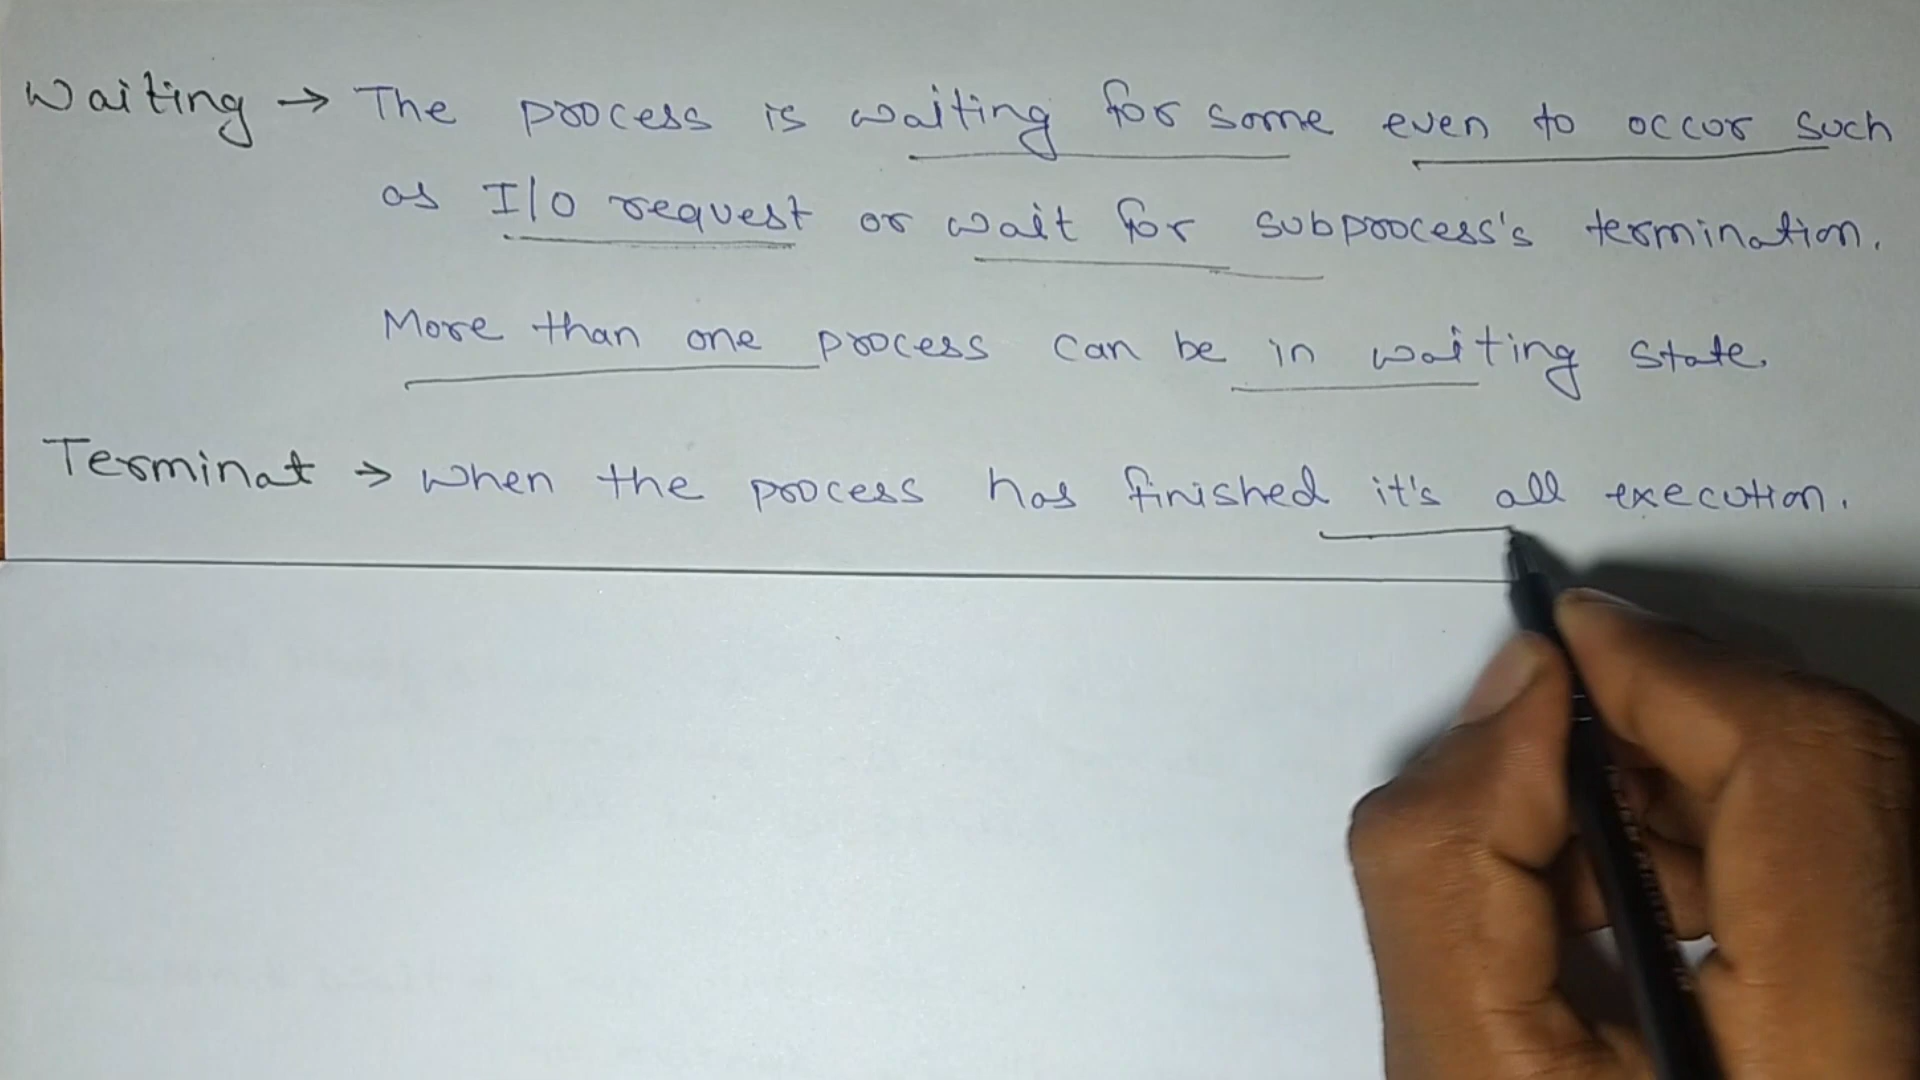 Waiting → The process is waiting for some even to occur such
as I/O request or wait for subprocess's termination.
More than one process can be in waiting state.
Terminat → When the process has finished it's all execution.